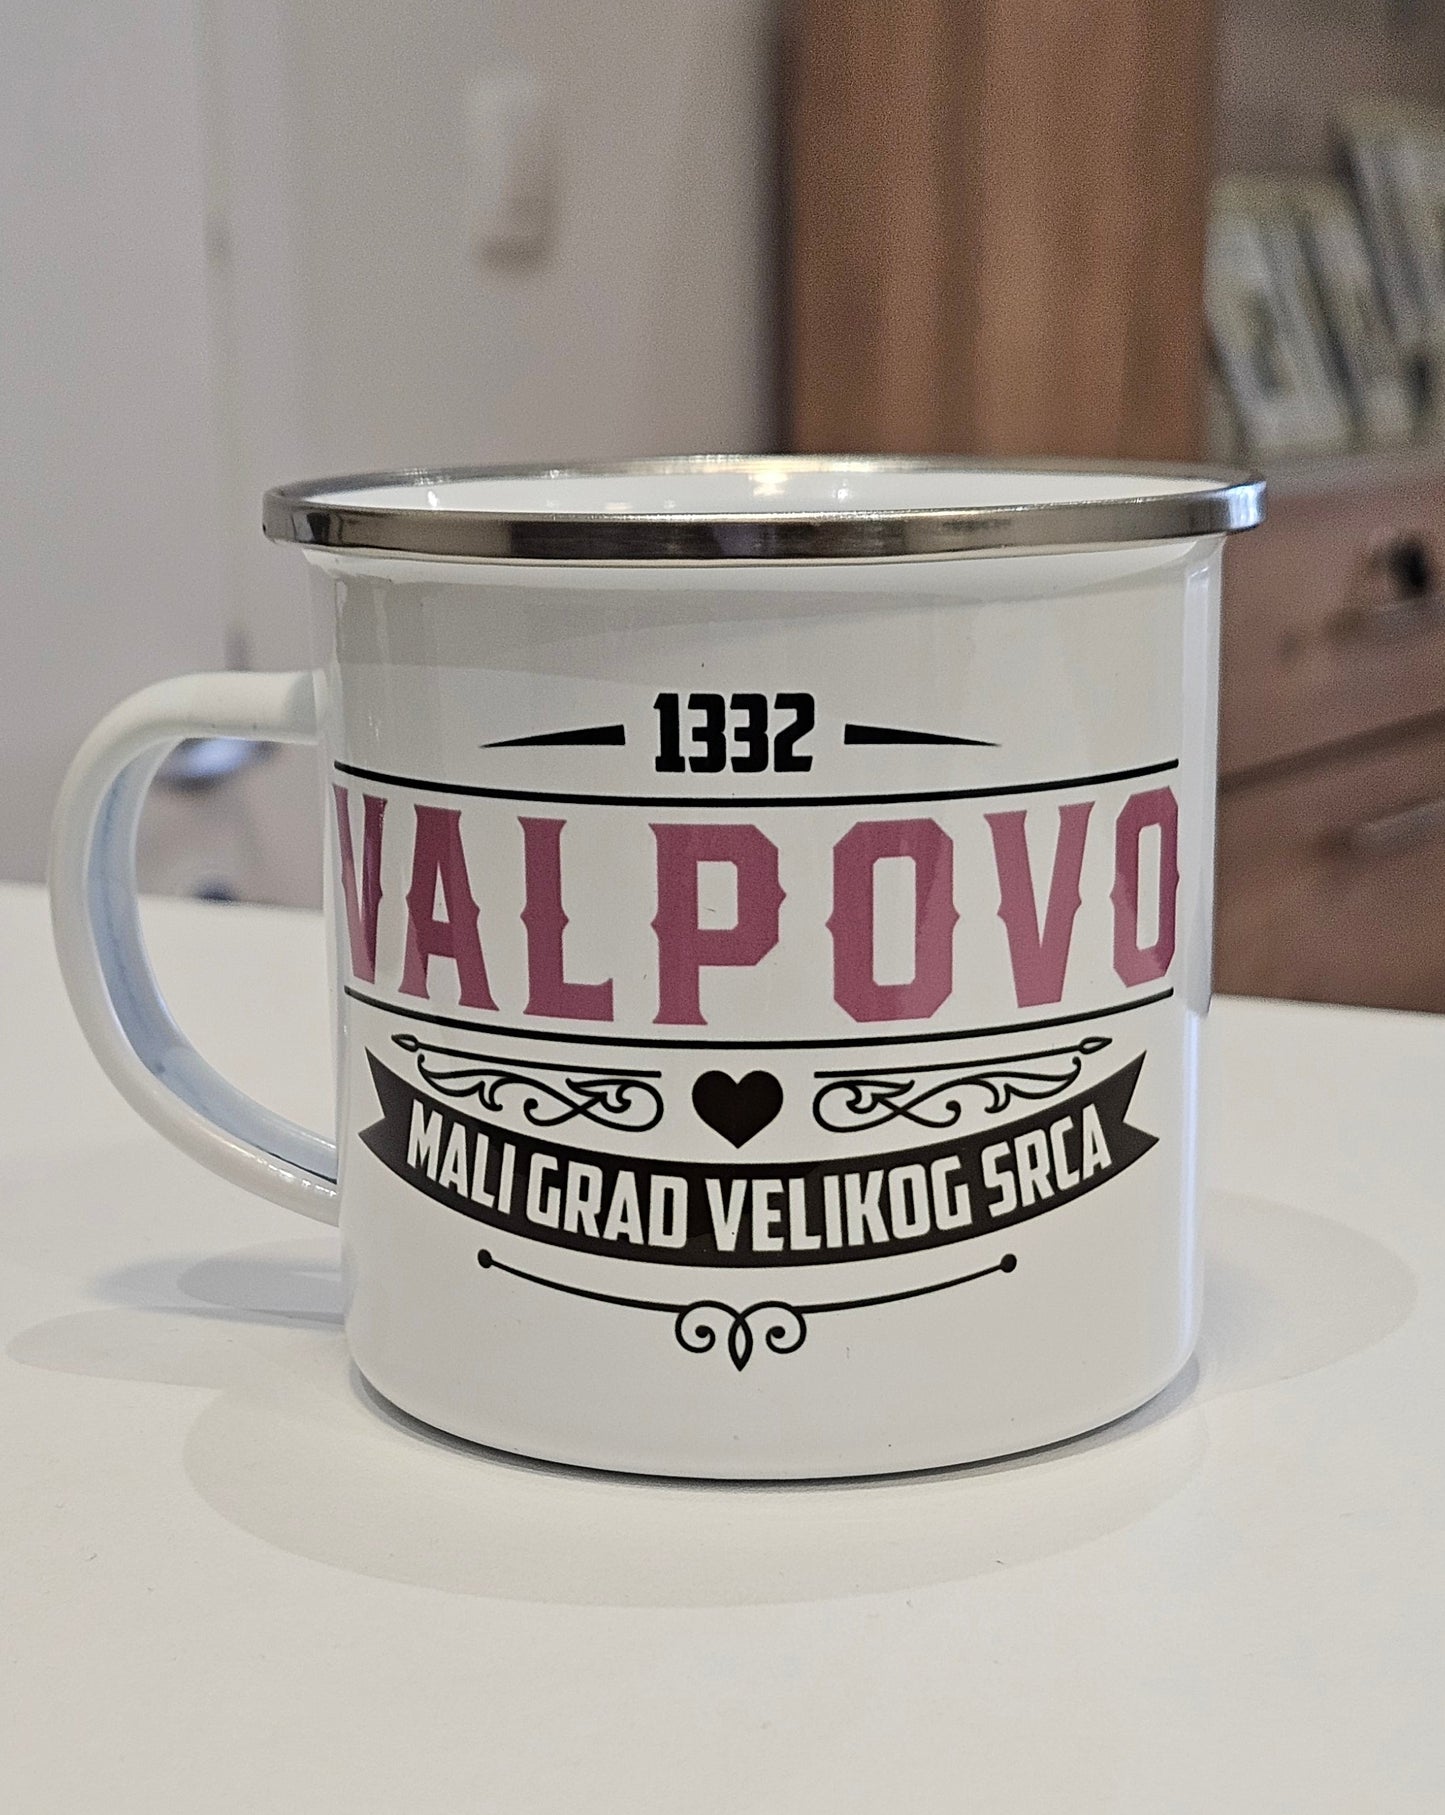 1332
VALPOVO
MALI GRAD VELIKOG SRCA